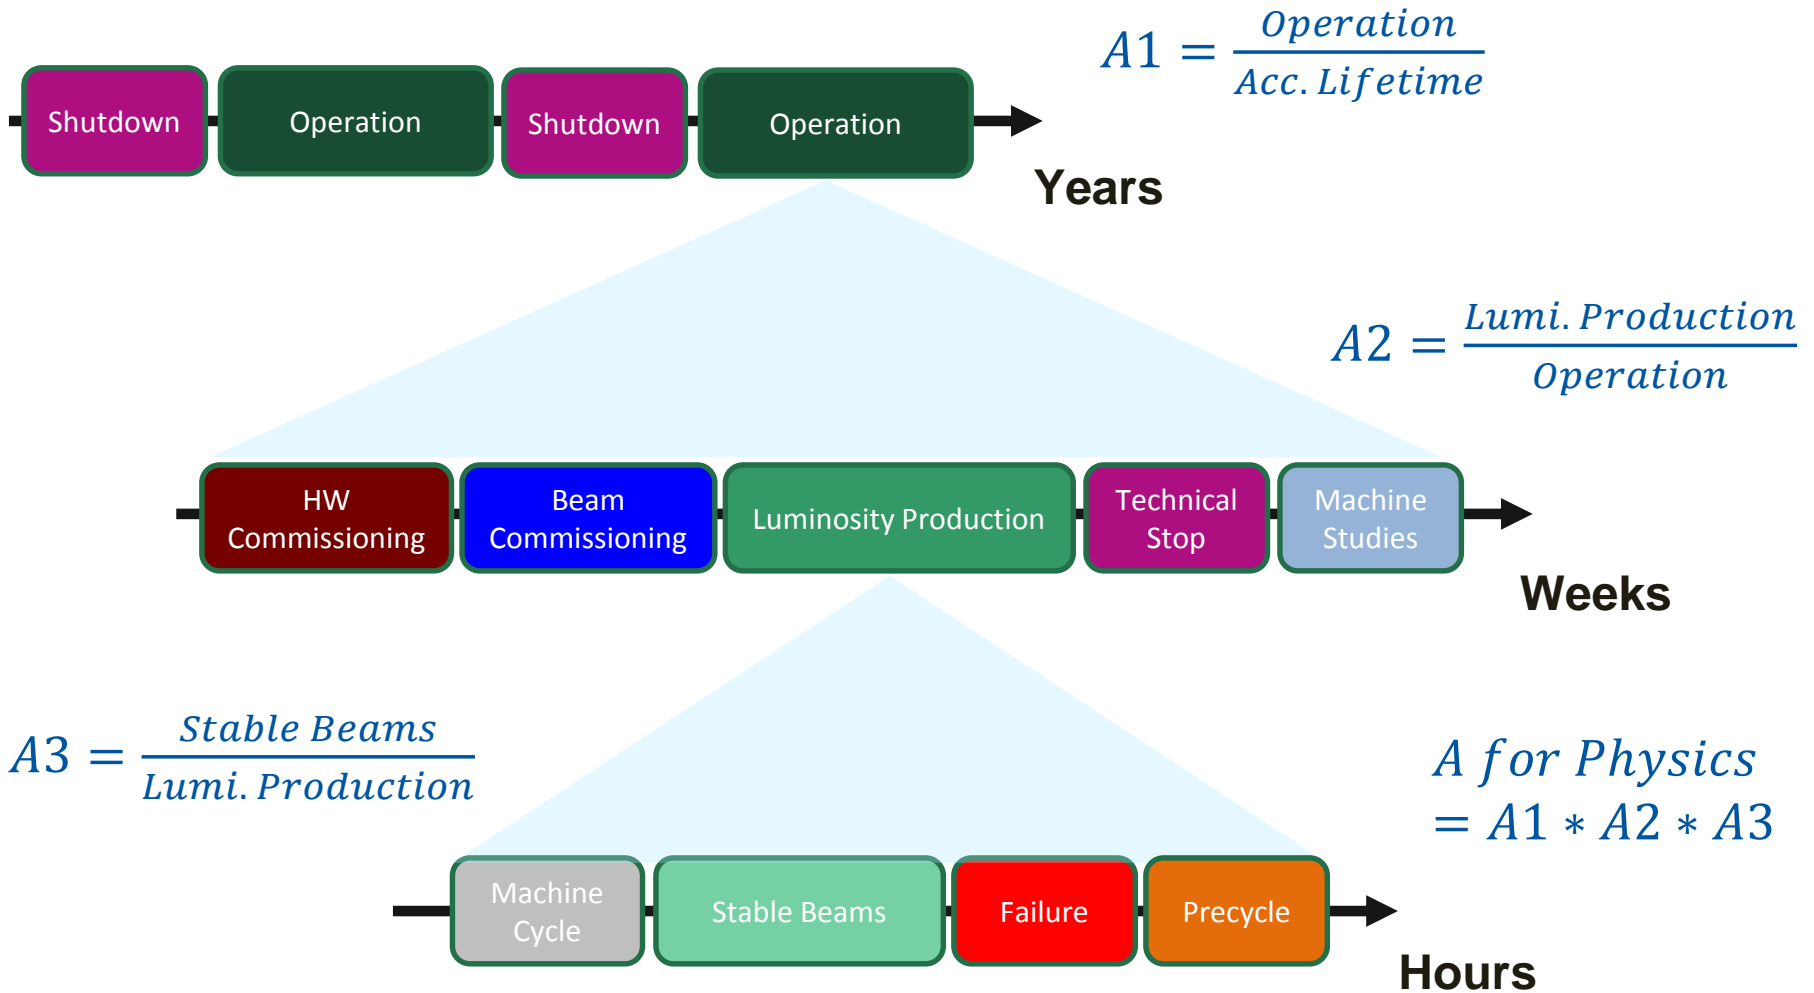 A1 = Operation / Acc. Lifetime
Shutdown
Operation
Shutdown
Operation
Years
A2 = Lumi. Production / Operation
HW
Commissioning
Beam
Commissioning
Luminosity Production
Technical
Stop
Machine
Studies
Weeks
A3 = Stable Beams / Lumi. Production
A for Physics
= A1 * A2 * A3
Machine
Cycle
Stable Beams
Failure
Precycle
Hours